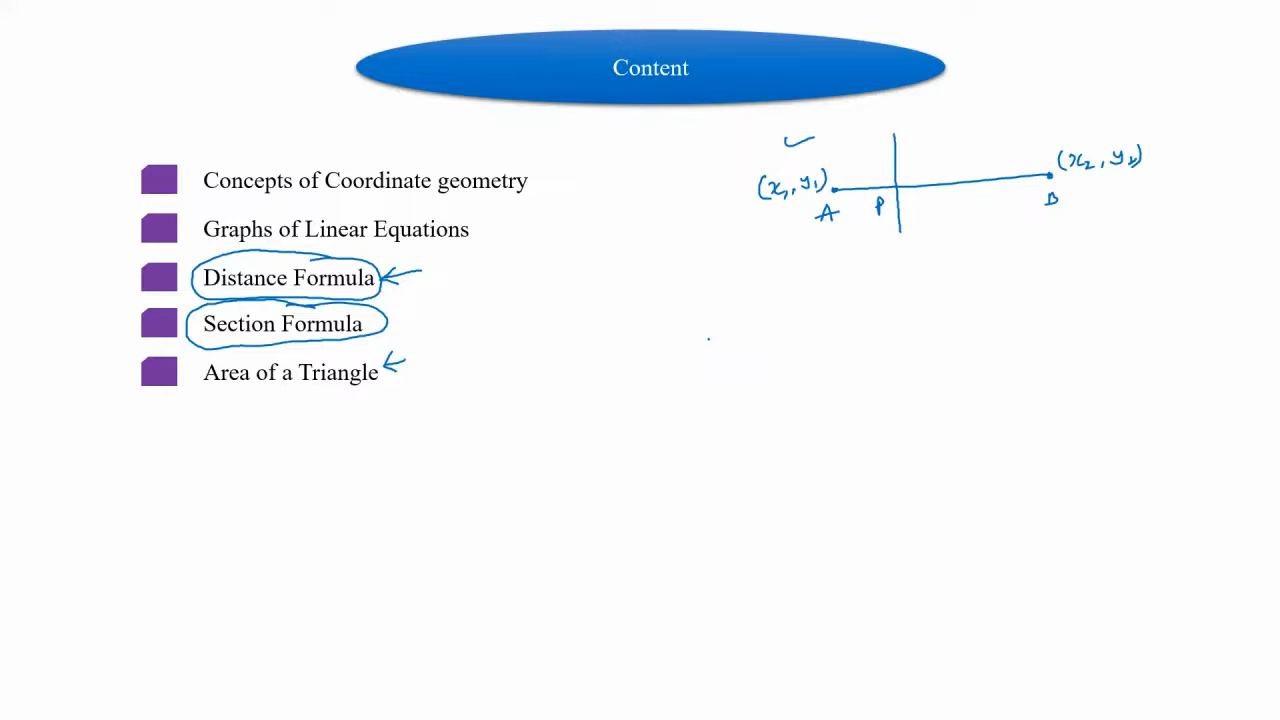 Content
Concepts of Coordinate geometry
Graphs of Linear Equations
Distance Formula
Section Formula
Area of a Triangle
(x₁, y₁)
(x₂, y₂)
A
P
B